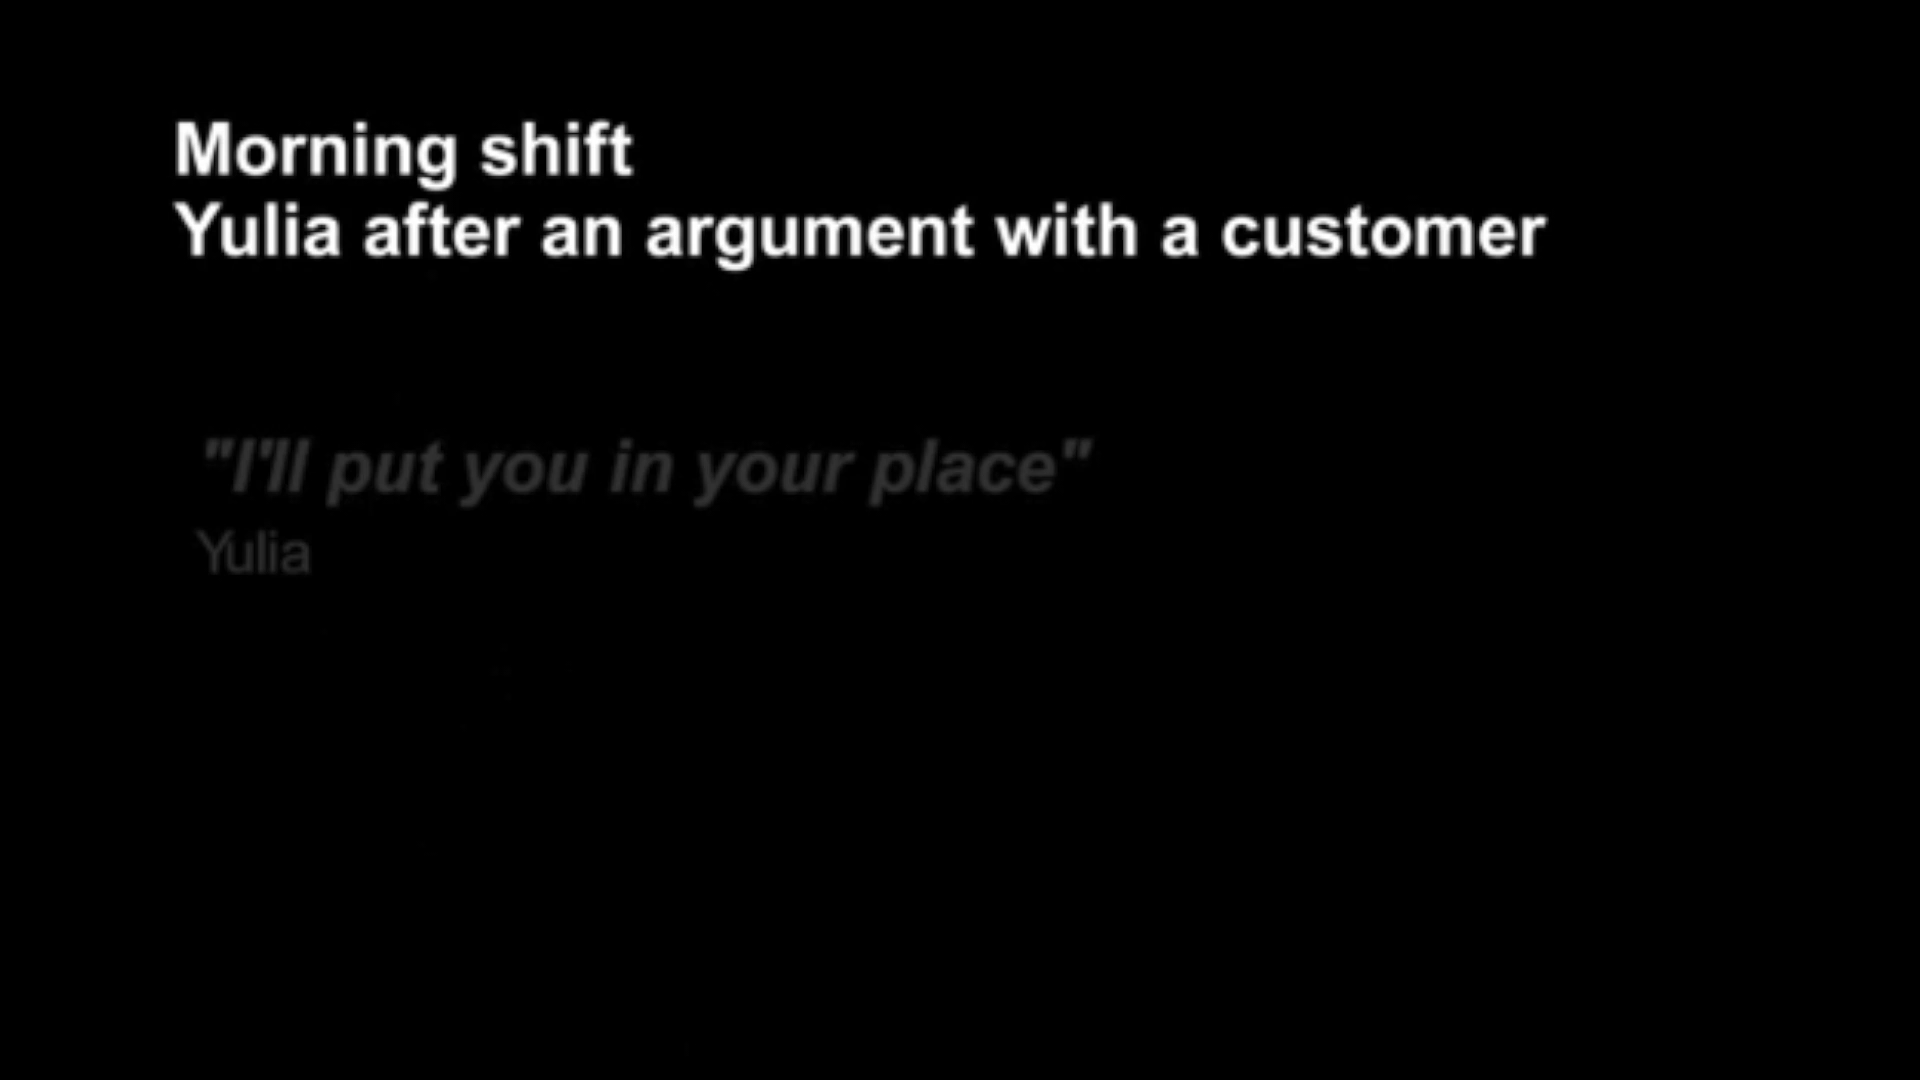 Morning shift
Yulia after an argument with a customer
"I'll put you in your place"
Yulia